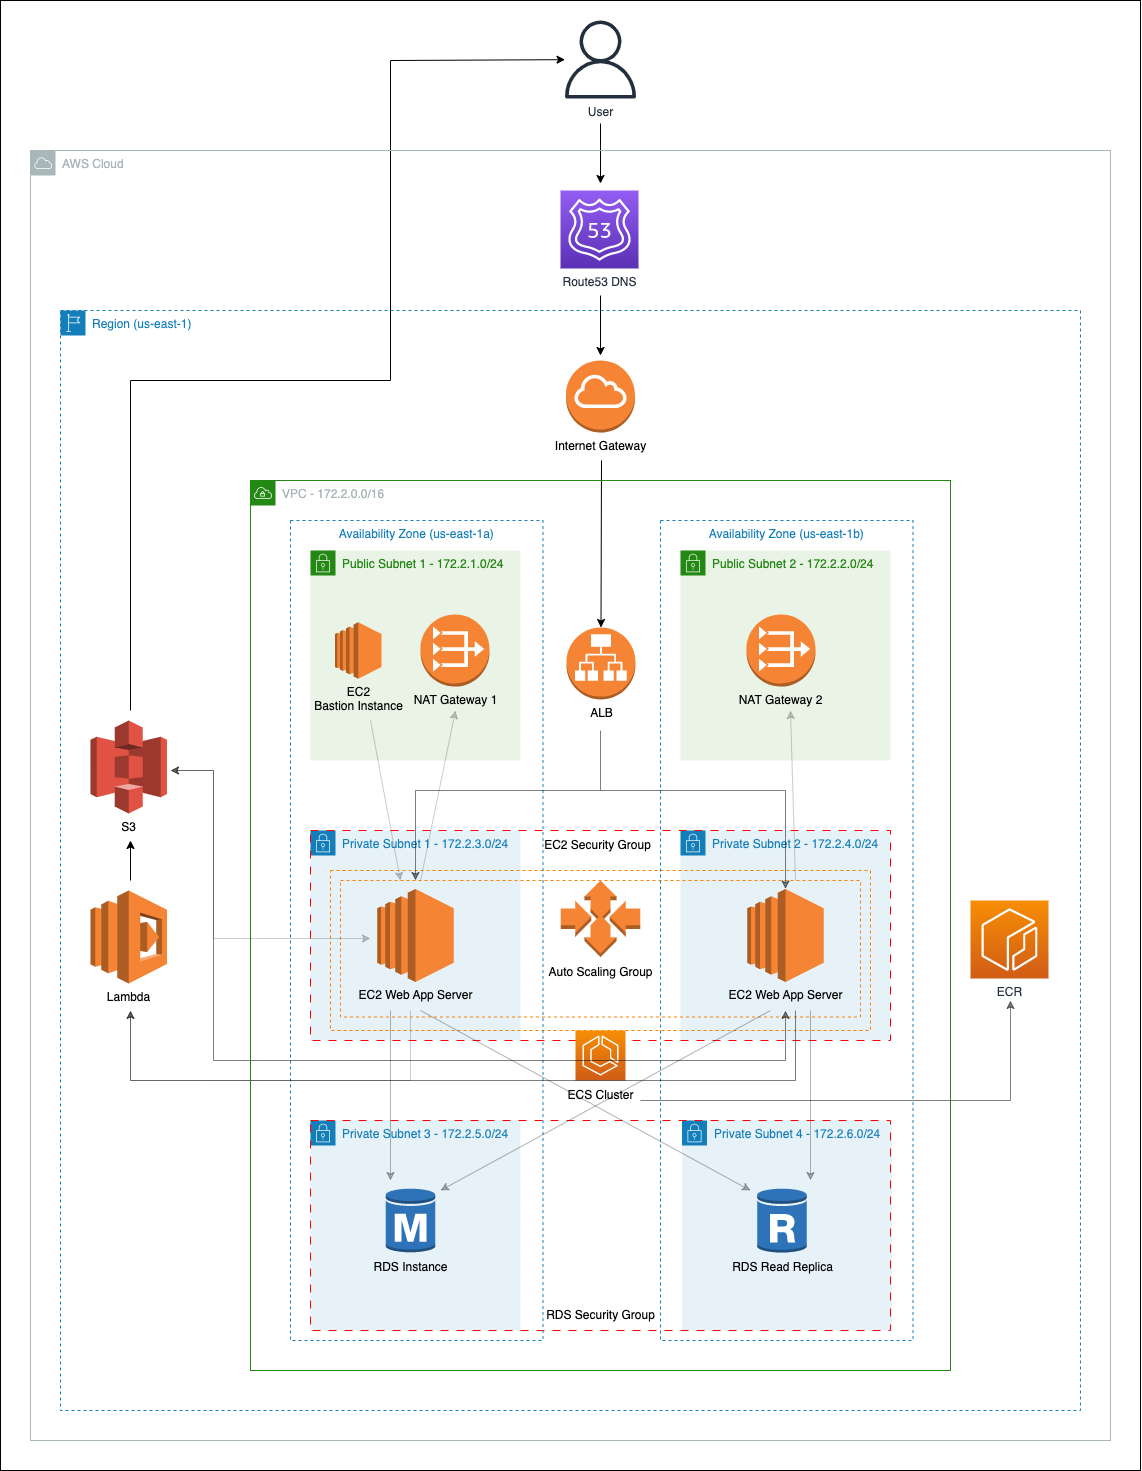 User
AWS Cloud
53
Route53 DNS
Region (us-east-1)
Internet Gateway
VPC - 172.2.0.0/16
Availability Zone (us-east-1a)
Availability Zone (us-east-1b)
Public Subnet 1 - 172.2.1.0/24
Public Subnet 2 - 172.2.2.0/24
EC2
Bastion Instance
NAT Gateway 1
ALB
NAT Gateway 2
S3
Private Subnet 1 - 172.2.3.0/24
EC2 Security Group
Private Subnet 2 - 172.2.4.0/24
Auto Scaling Group
Lambda
EC2 Web App Server
EC2 Web App Server
ECR
ECS Cluster
Private Subnet 3 - 172.2.5.0/24
Private Subnet 4 - 172.2.6.0/24
M
R
RDS Instance
RDS Read Replica
RDS Security Group